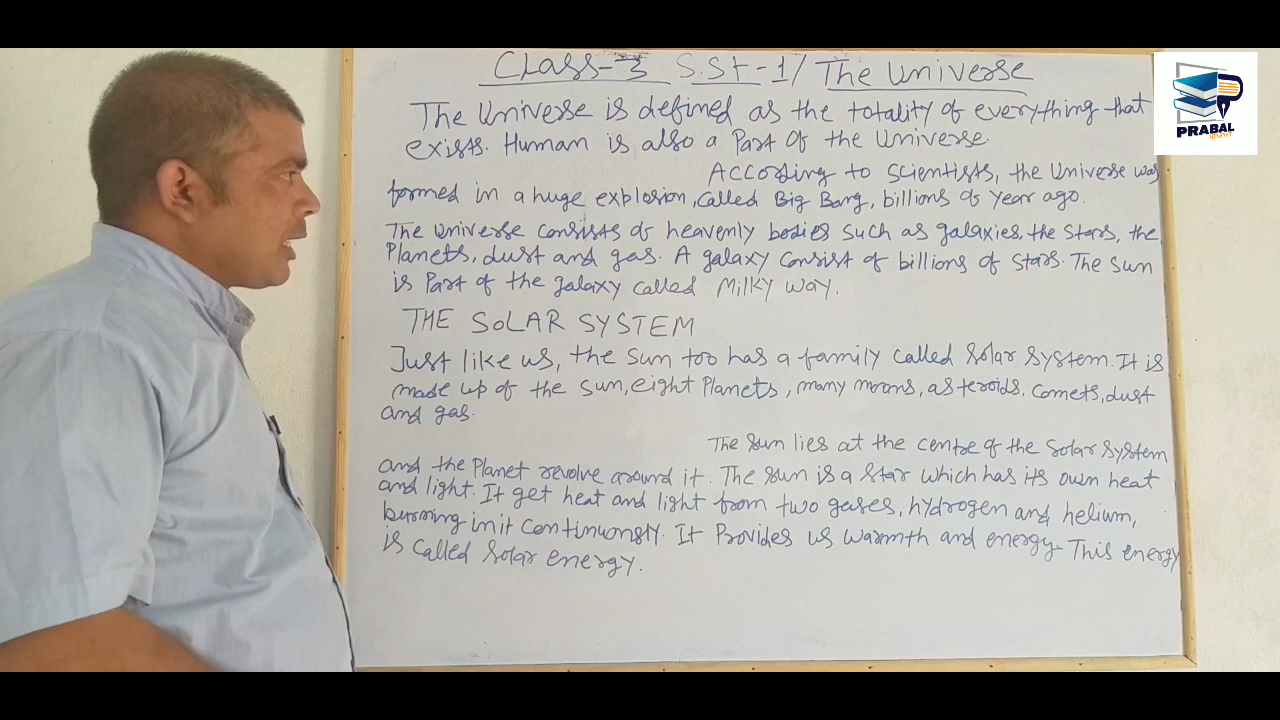 Class-3 S.St-1/ The Universe
The Universe is defined as the totality of everything that
exists. Human is also a Part of the Universe.
According to scientists, the Universe was
formed in a huge explosion, called Big Bang, billions of year ago.
The universe consists of heavenly bodies such as galaxies, the stars, the
Planets, dust and gas. A galaxy consist of billions of stars. The sun
is Part of the galaxy called Milky Way.
THE SOLAR SYSTEM
Just like us, the sun too has a family called Solar System. It is
made up of the sun, eight Planets, many moons, asteroids, comets, dust
and gas.
The sun lies at the centre of the Solar System
and the Planet revolve around it. The sun is a star which has its own heat
and light. It get heat and light from two gases, hydrogen and helium,
burning in it continuously. It Provides us warmth and energy. This energy
is called Solar energy.
PRABAL